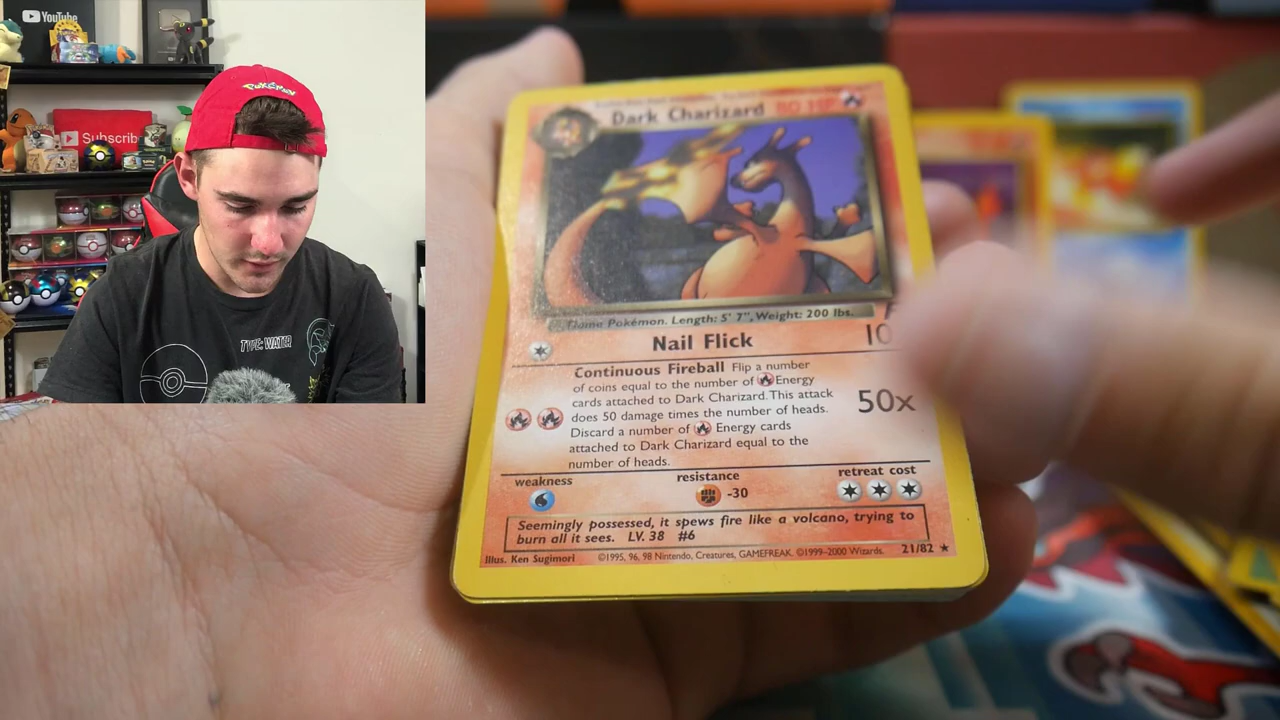 YouTube
Pokémon
Subscrib
TYPE: WATER
Dark Charizard 80 HP
Flame Pokémon. Length: 5' 7", Weight: 200 lbs.
Nail Flick 10
Continuous Fireball Flip a number
of coins equal to the number of Energy
cards attached to Dark Charizard. This attack
does 50 damage times the number of heads.
Discard a number of Energy cards
attached to Dark Charizard equal to the
number of heads.
50x
weakness resistance retreat cost
-30
Seemingly possessed, it spews fire like a volcano, trying to
burn all it sees. LV. 38 #6
Illus. Ken Sugimori ©1995, 96, 98 Nintendo, Creatures, GAMEFREAK. ©1999-2000 Wizards. 21/82 ★